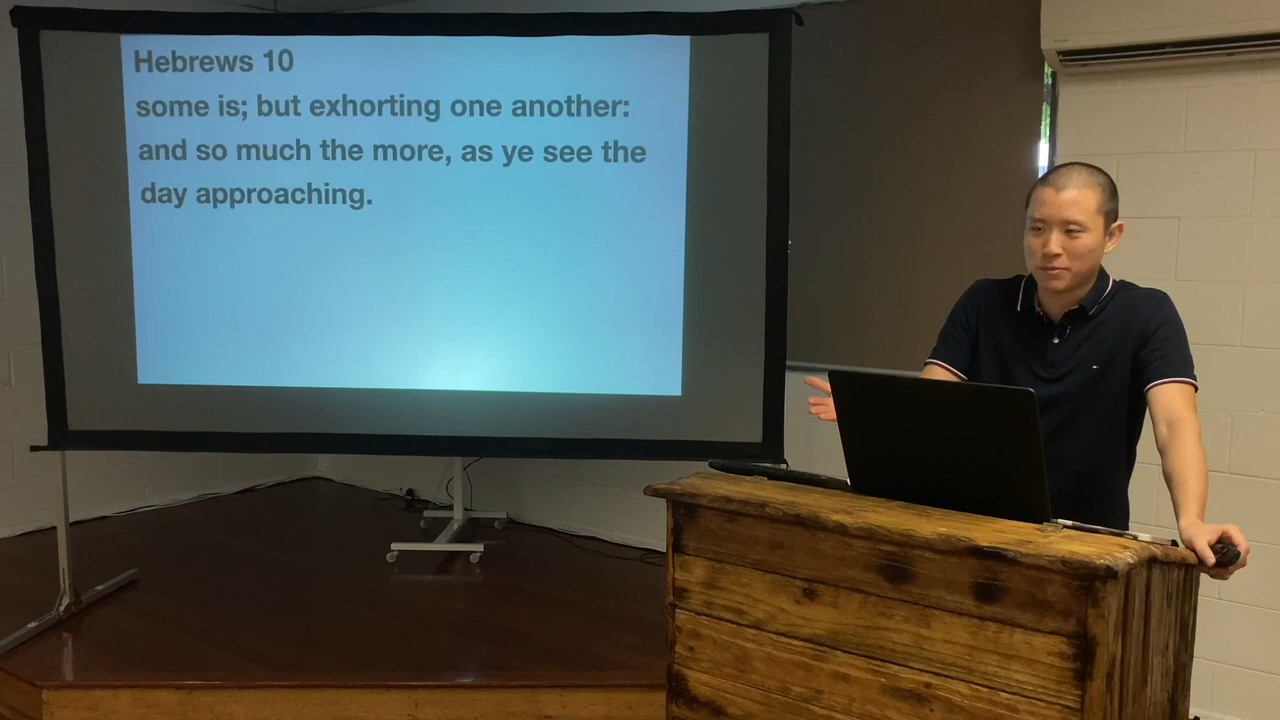 Hebrews 10
some is; but exhorting one another:
and so much the more, as ye see the
day approaching.